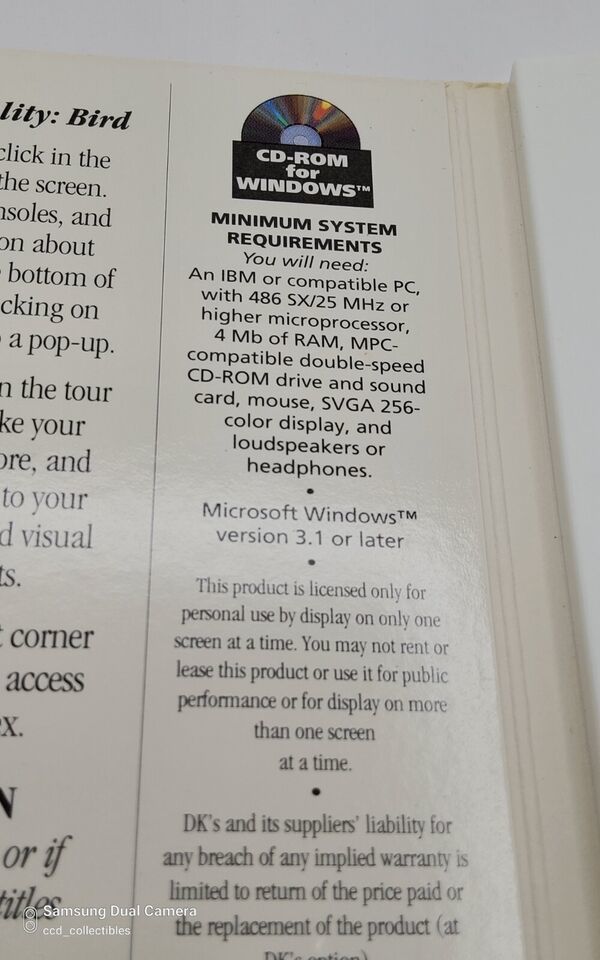 lity: Bird
click in the
the screen.
nsoles, and
on about
bottom of
cking on
a pop-up.
n the tour
ke your
ore, and
to your
d visual
ts.
corner
access
ex.
N
or if
titles
CD-ROM
for
WINDOWS™
MINIMUM SYSTEM
REQUIREMENTS
You will need:
An IBM or compatible PC,
with 486 SX/25 MHz or
higher microprocessor,
4 Mb of RAM, MPC-
compatible double-speed
CD-ROM drive and sound
card, mouse, SVGA 256-
color display, and
loudspeakers or
headphones.
•
Microsoft Windows™
version 3.1 or later
•
This product is licensed only for
personal use by display on only one
screen at a time. You may not rent or
lease this product or use it for public
performance or for display on more
than one screen
at a time.
•
DK's and its suppliers' liability for
any breach of any implied warranty is
limited to return of the price paid or
the replacement of the product (at
DK's option)
Samsung Dual Camera
ccd_collectibles